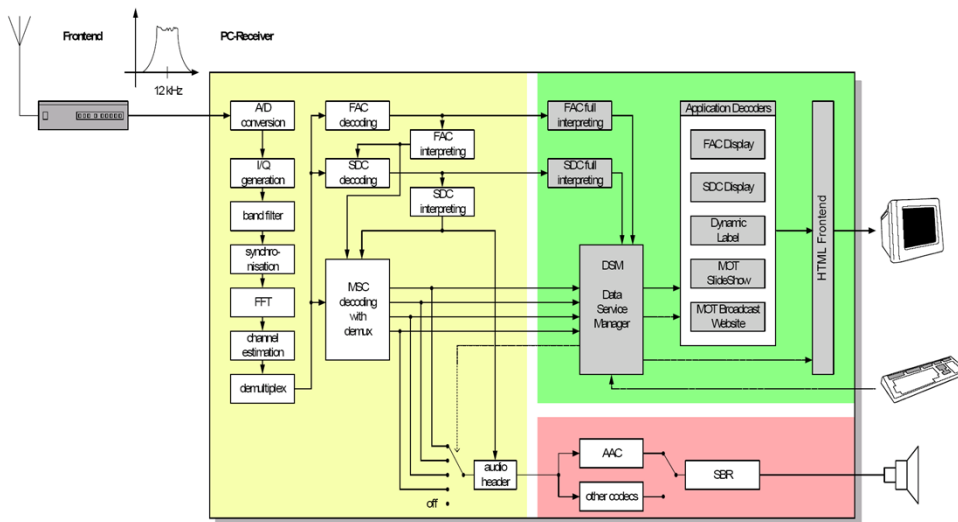 Frontend
PC-Receiver
12 kHz
A/D
conversion
I/Q
generation
band filter
synchro-
nisation
FFT
channel
estimation
demultiplex
FAC
decoding
FAC
interpreting
SDC
decoding
SDC
interpreting
MSC
decoding
with
demux
off
audio
header
FAC full
interpreting
SDC full
interpreting
DSM
Data
Service
Manager
Application Decoders
FAC Display
SDC Display
Dynamic
Label
MOT
SlideShow
MOT Broadcast
Website
HTML Frontend
AAC
other codecs
SBR